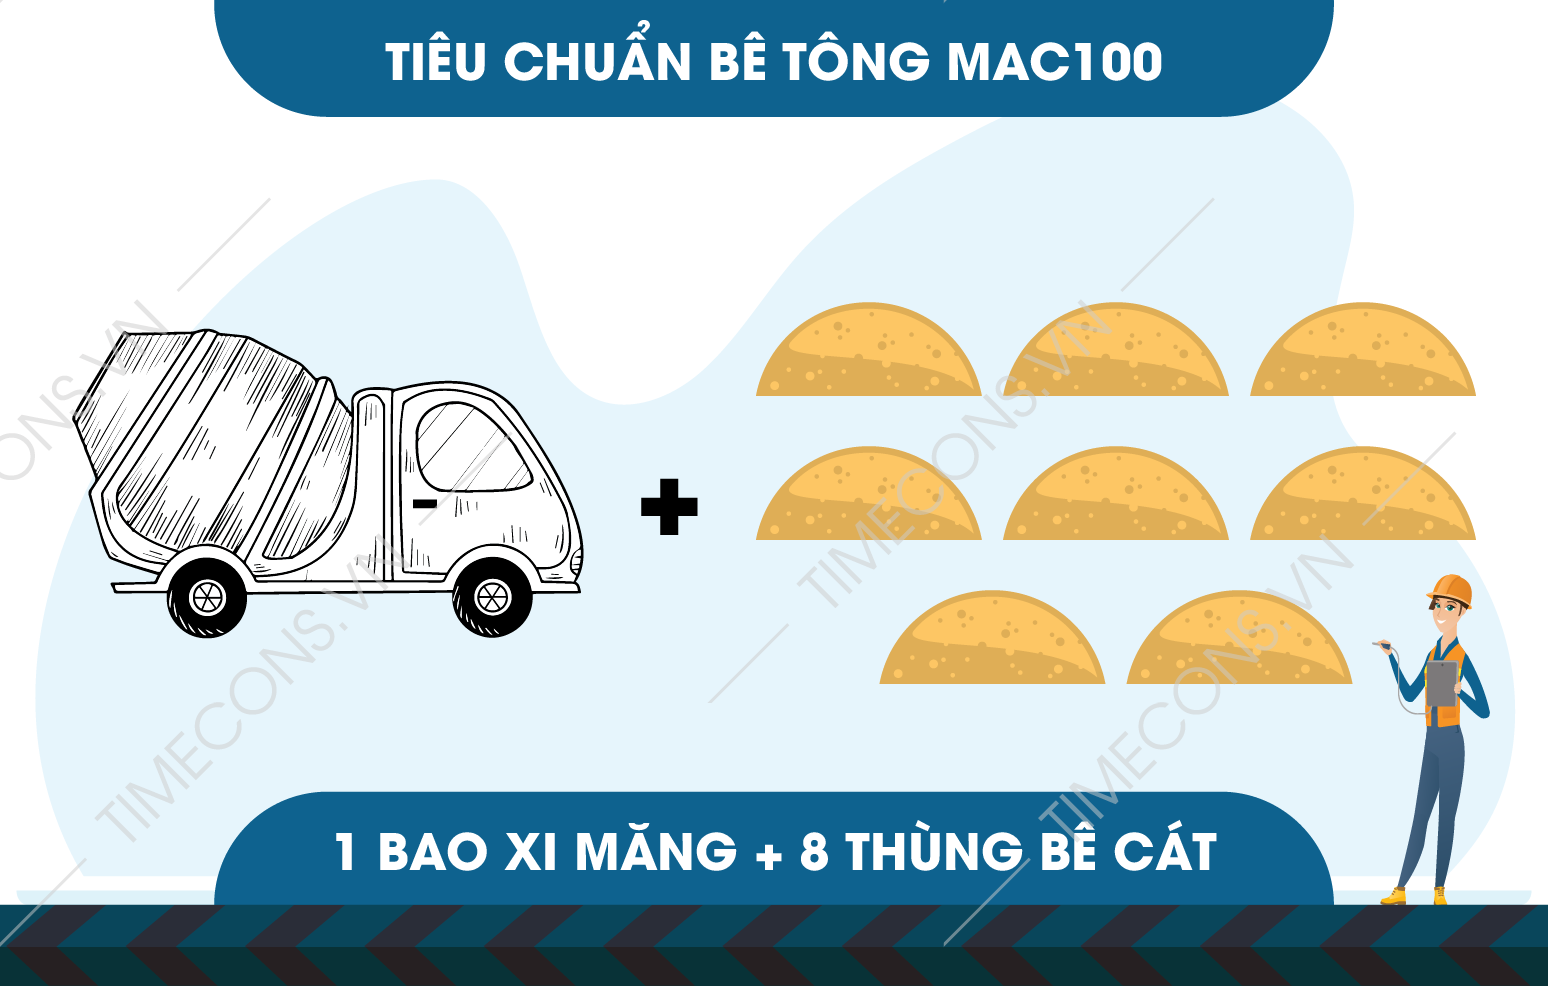 TIÊU CHUẨN BÊ TÔNG MAC100
TIMECONS.VN
TIMECONS.VN
ONS.VN
TIMECONS.VN
1 BAO XI MĂNG + 8 THÙNG BÊ CÁT